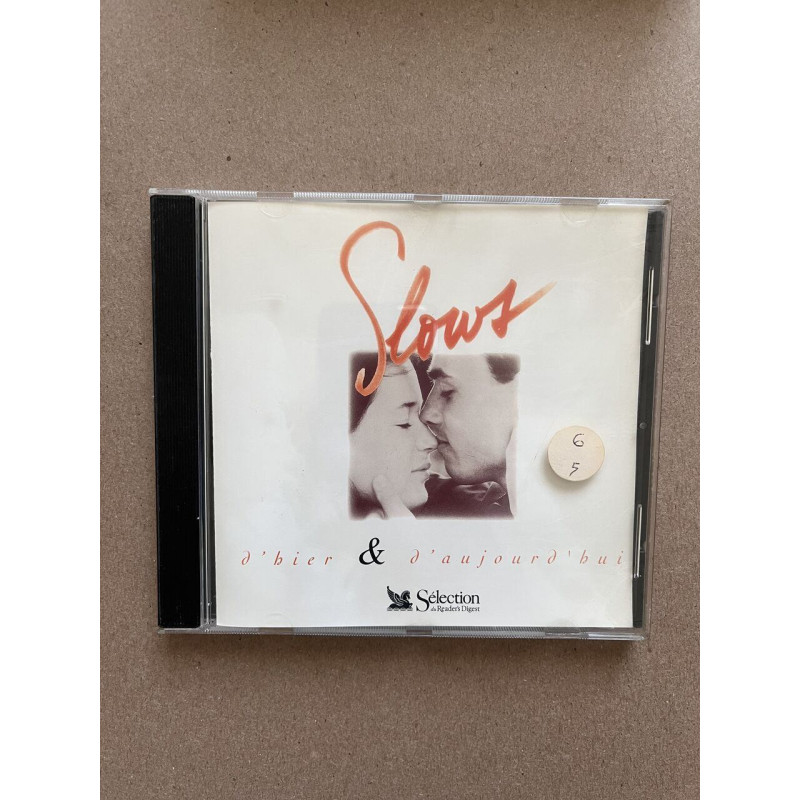 Slows
6
5
d'hier & d'aujourd'hui
Sélection
du Reader's Digest